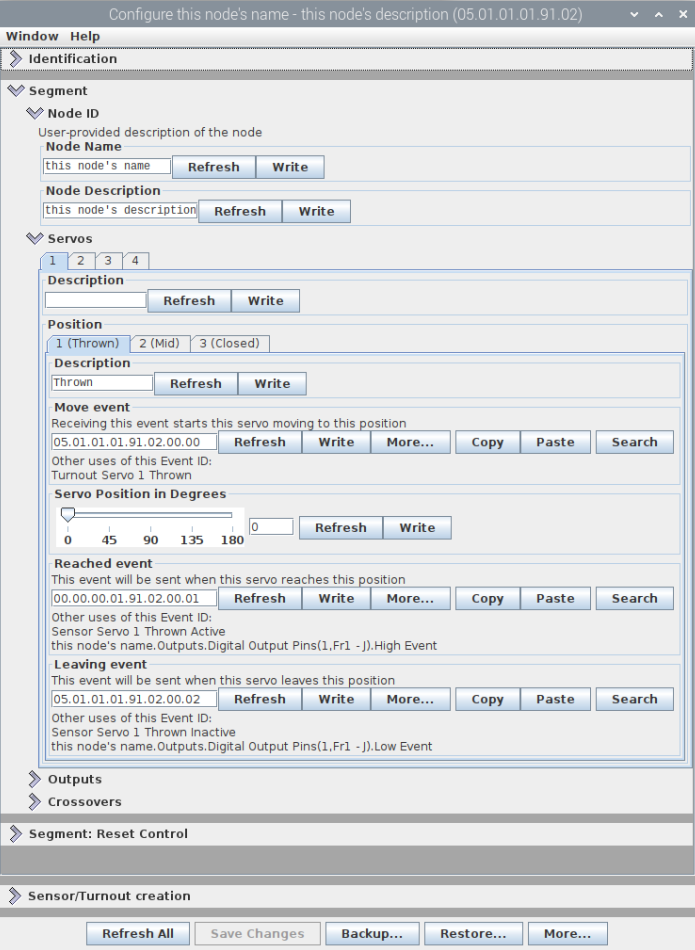 Configure this node's name - this node's description (05.01.01.01.91.02)
Window Help
Identification
Segment
Node ID
User-provided description of the node
Node Name
this node's name Refresh Write
Node Description
this node's description Refresh Write
Servos
1 2 3 4
Description
Refresh Write
Position
1 (Thrown) 2 (Mid) 3 (Closed)
Description
Thrown Refresh Write
Move event
Receiving this event starts this servo moving to this position
05.01.01.01.91.02.00.00 Refresh Write More... Copy Paste Search
Other uses of this Event ID:
Turnout Servo 1 Thrown
Servo Position in Degrees
0 Refresh Write
0 45 90 135 180
Reached event
This event will be sent when this servo reaches this position
00.00.00.01.91.02.00.01 Refresh Write More... Copy Paste Search
Other uses of this Event ID:
Sensor Servo 1 Thrown Active
this node's name.Outputs.Digital Output Pins(1,Fr1 - J).High Event
Leaving event
This event will be sent when this servo leaves this position
05.01.01.01.91.02.00.02 Refresh Write More... Copy Paste Search
Other uses of this Event ID:
Sensor Servo 1 Thrown Inactive
this node's name.Outputs.Digital Output Pins(1,Fr1 - J).Low Event
Outputs
Crossovers
Segment: Reset Control
Sensor/Turnout creation
Refresh All Save Changes Backup... Restore... More...